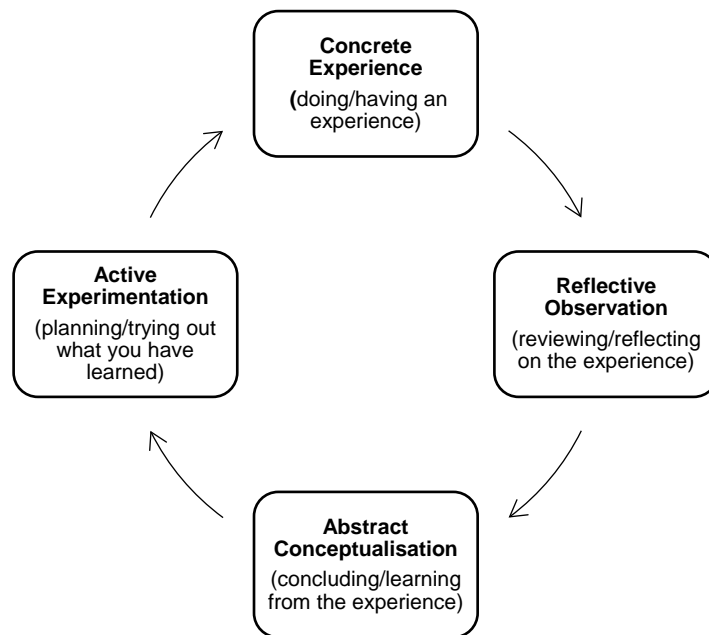 Concrete
Experience
(doing/having an
experience)
Reflective
Observation
(reviewing/reflecting
on the experience)
Abstract
Conceptualisation
(concluding/learning
from the experience)
Active
Experimentation
(planning/trying out
what you have
learned)